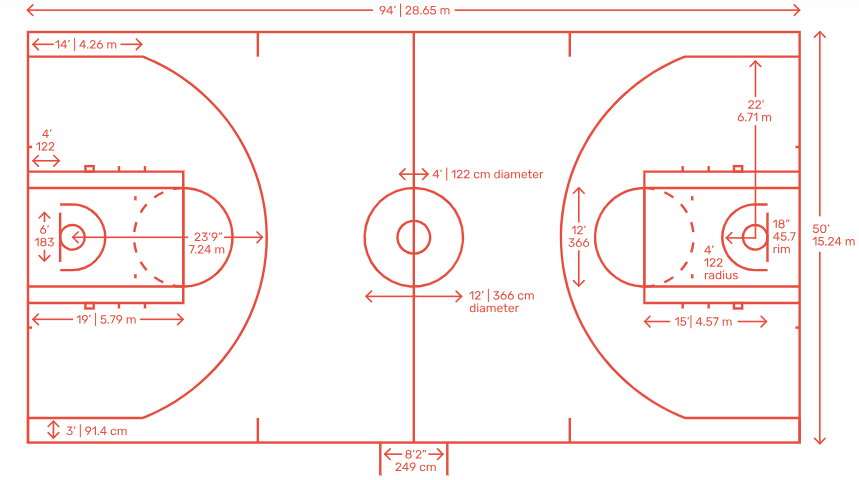 94' | 28.65 m
14' | 4.26 m
4'
122
6'
183
23'9"
7.24 m
19' | 5.79 m
3' | 91.4 cm
4' | 122 cm diameter
12' | 366 cm
diameter
8'2"
249 cm
12'
366
22'
6.71 m
18"
45.7
rim
4'
122
radius
15' | 4.57 m
50'
15.24 m